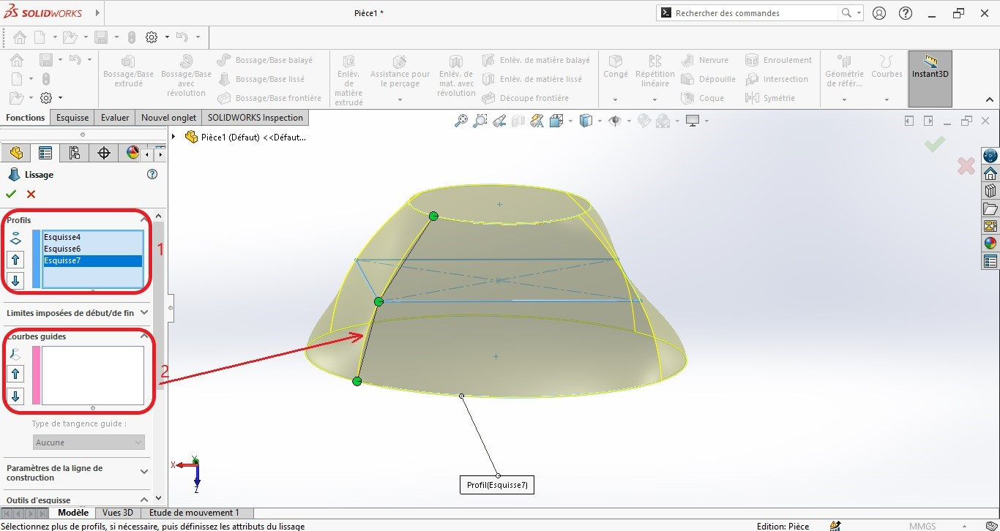 SOLIDWORKS
Pièce1 *
Rechercher des commandes
Bossage/Base extrudé
Bossage/Base avec révolution
Bossage/Base balayé
Bossage/Base lissé
Bossage/Base frontière
Enlèv. de matière extrudé
Assistance pour le perçage
Enlèv. de mat. avec révolution
Enlèv. de matière balayé
Enlèv. de matière lissé
Découpe frontière
Congé
Répétition linéaire
Nervure
Dépouille
Coque
Enroulement
Intersection
Symétrie
Géométrie de référ...
Courbes
Instant3D
Fonctions
Esquisse
Evaluer
Nouvel onglet
SOLIDWORKS Inspection
Pièce1 (Défaut) <<Défaut...
Lissage
Profils
Esquisse4
Esquisse6
Esquisse7
1
Limites imposées de début/de fin
Courbes guides
2
Type de tangence guide :
Aucune
Paramètres de la ligne de
construction
Outils d'esquisse
Profil(Esquisse7)
X
Y
Z
Modèle
Vues 3D
Etude de mouvement 1
Sélectionnez plus de profils, si nécessaire, puis définissez les attributs du lissage
Edition: Pièce
MMGS